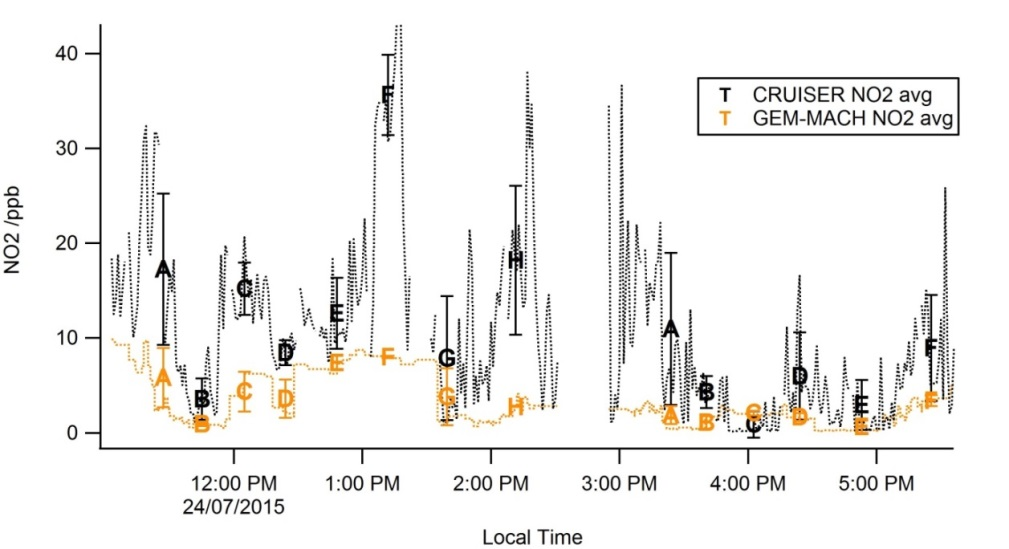 40
30
20
10
0
NO2 /ppb
T CRUISER NO2 avg
T GEM-MACH NO2 avg
A B C D E F G H A B C D E F
A B C D E F G H A B C D E F
12:00 PM 1:00 PM 2:00 PM 3:00 PM 4:00 PM 5:00 PM
24/07/2015
Local Time